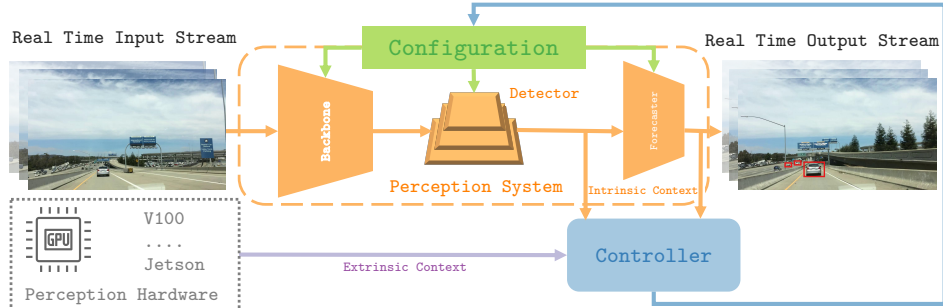 Real Time Input Stream
Configuration
Real Time Output Stream
Backbone
Detector
Forecaster
Perception System
Intrinsic Context
GPU
V100
....
Jetson
Perception Hardware
Extrinsic Context
Controller